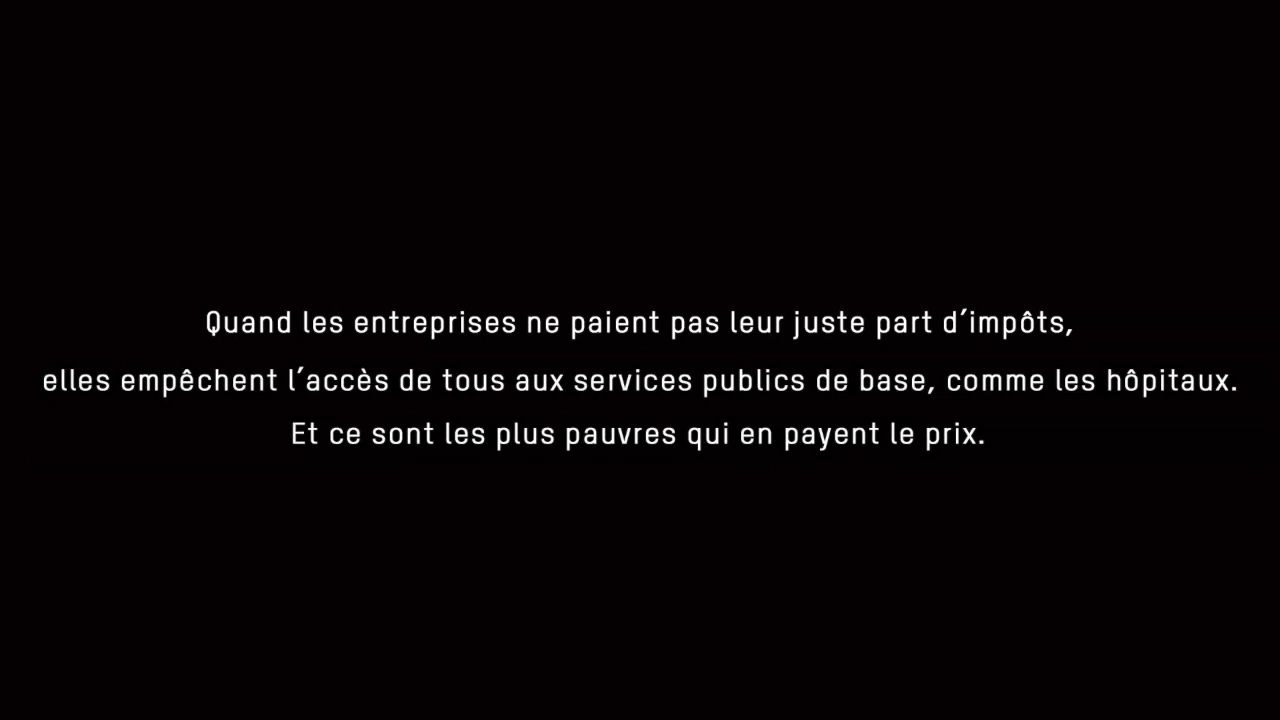 Quand les entreprises ne paient pas leur juste part d’impôts,
elles empêchent l’accès de tous aux services publics de base, comme les hôpitaux.
Et ce sont les plus pauvres qui en payent le prix.